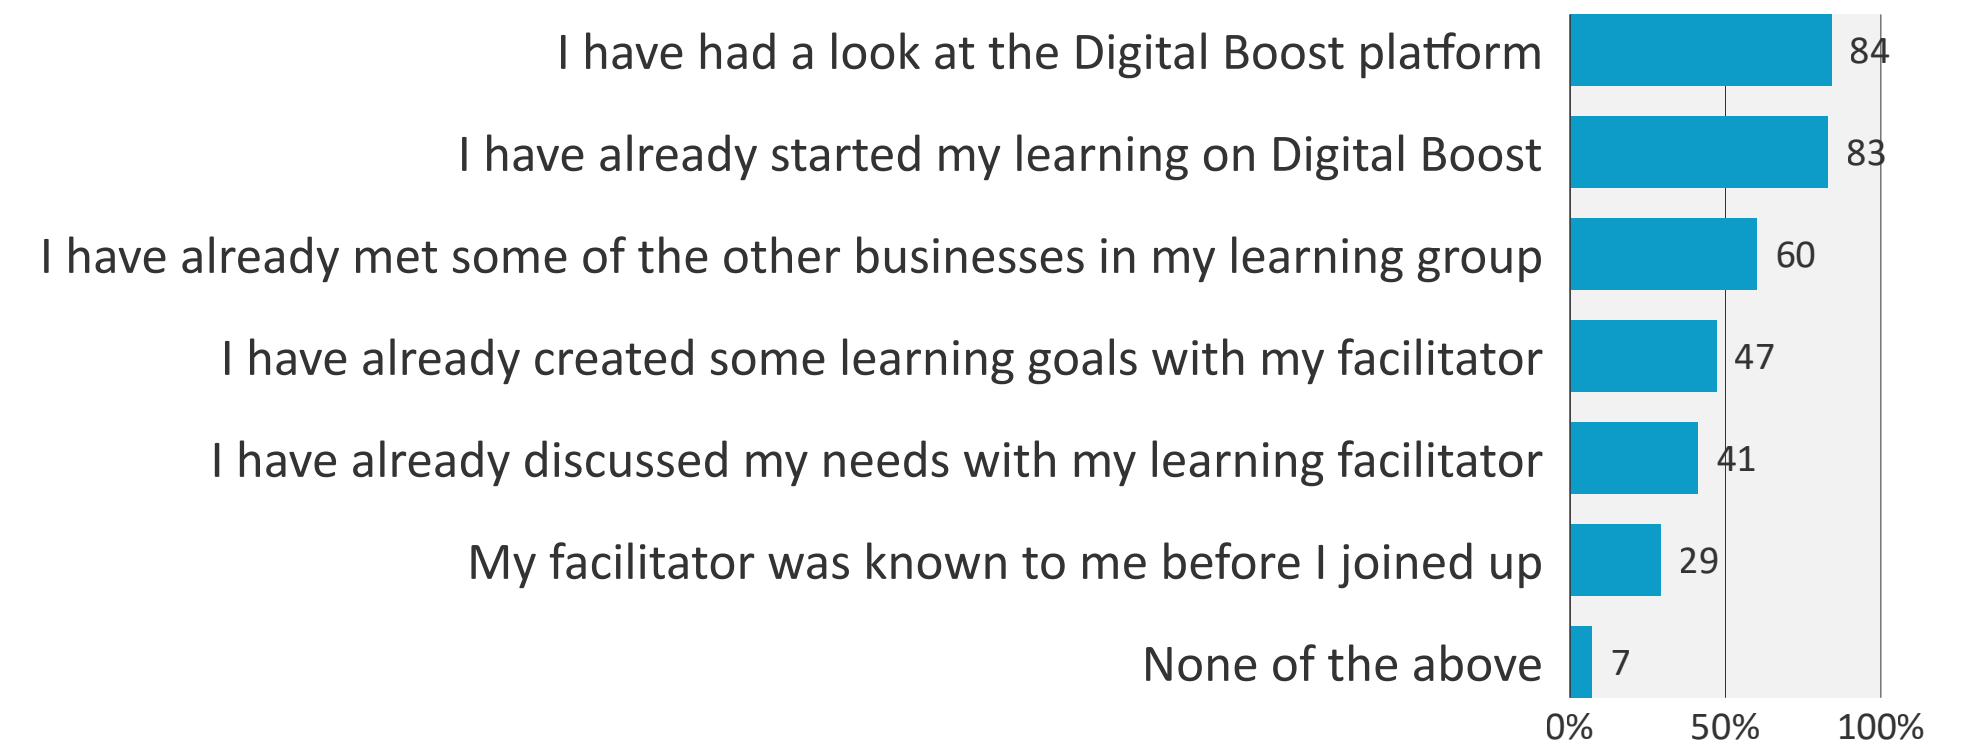 I have had a look at the Digital Boost platform 84
I have already started my learning on Digital Boost 83
I have already met some of the other businesses in my learning group 60
I have already created some learning goals with my facilitator 47
I have already discussed my needs with my learning facilitator 41
My facilitator was known to me before I joined up 29
None of the above 7
0% 50% 100%